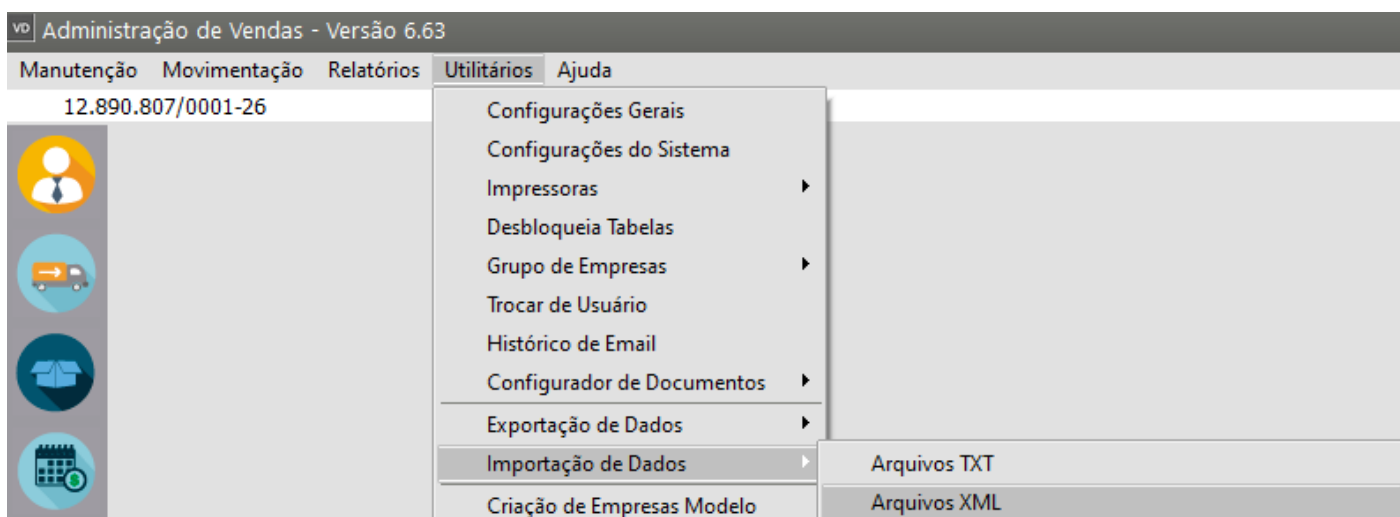 VD Administração de Vendas - Versão 6.63
Manutenção Movimentação Relatórios Utilitários Ajuda
12.890.807/0001-26
Configurações Gerais
Configurações do Sistema
Impressoras
Desbloqueia Tabelas
Grupo de Empresas
Trocar de Usuário
Histórico de Email
Configurador de Documentos
Exportação de Dados
Importação de Dados
Arquivos TXT
Criação de Empresas Modelo
Arquivos XML